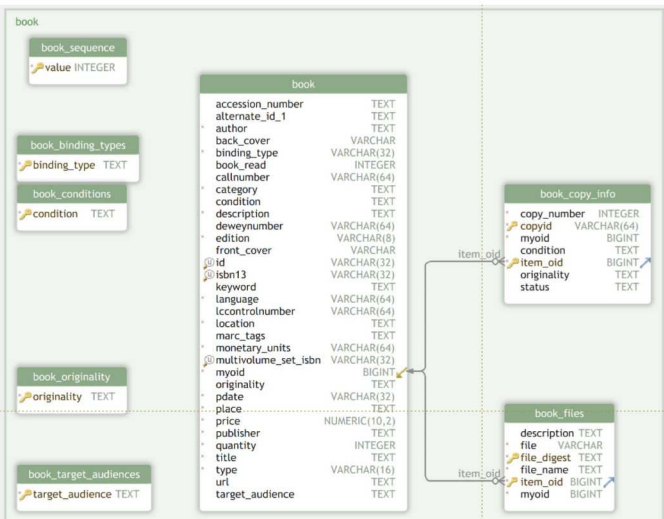 book
book_sequence
value INTEGER
book_binding_types
binding_type TEXT
book_conditions
condition TEXT
book_originality
originality TEXT
book_target_audiences
target_audience TEXT
book
accession_number TEXT
alternate_id_1 TEXT
author TEXT
back_cover VARCHAR
binding_type VARCHAR(32)
book_read INTEGER
callnumber VARCHAR(64)
category TEXT
condition TEXT
description TEXT
deweynumber VARCHAR(64)
edition VARCHAR(8)
front_cover VARCHAR
id VARCHAR(32)
isbn13 VARCHAR(32)
keyword TEXT
language VARCHAR(64)
lccontrolnumber VARCHAR(64)
location TEXT
marc_tags TEXT
monetary_units VARCHAR(64)
multivolume_set_isbn VARCHAR(32)
myoid BIGINT
originality TEXT
pdate VARCHAR(32)
place TEXT
price NUMERIC(10,2)
publisher TEXT
quantity INTEGER
title TEXT
type VARCHAR(16)
url TEXT
target_audience TEXT
item_oid
item_oid
book_copy_info
copy_number INTEGER
copyid VARCHAR(64)
myoid BIGINT
condition TEXT
item_oid BIGINT
originality TEXT
status TEXT
book_files
description TEXT
file VARCHAR
file_digest TEXT
file_name TEXT
item_oid BIGINT
myoid BIGINT